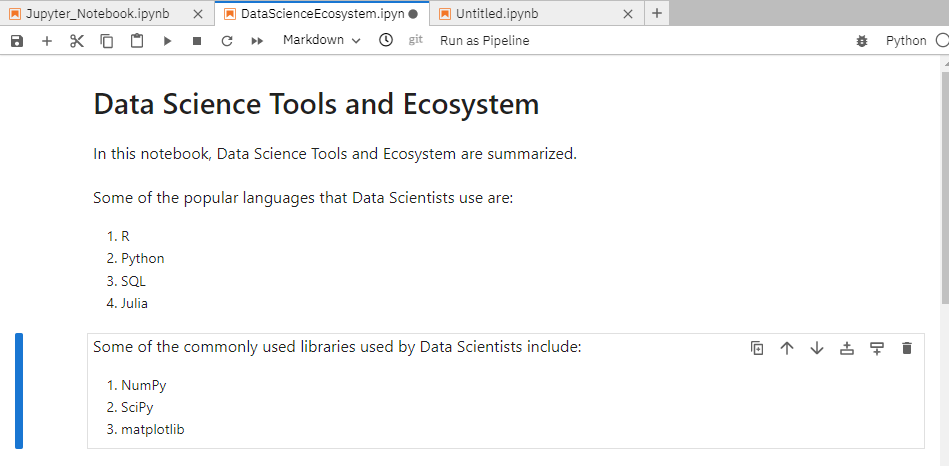 Jupyter_Notebook.ipynb DataScienceEcosystem.ipyn Untitled.ipynb
Markdown git Run as Pipeline Python
Data Science Tools and Ecosystem
In this notebook, Data Science Tools and Ecosystem are summarized.
Some of the popular languages that Data Scientists use are:
1. R
2. Python
3. SQL
4. Julia
Some of the commonly used libraries used by Data Scientists include:
1. NumPy
2. SciPy
3. matplotlib